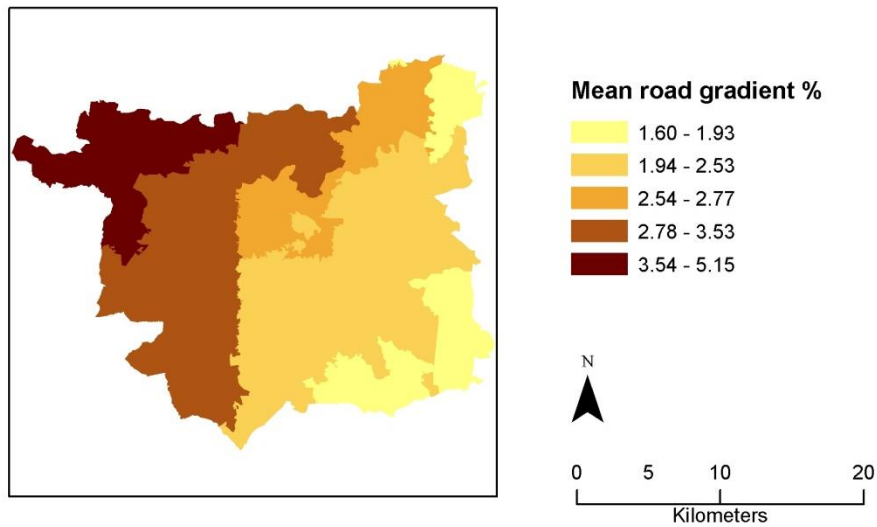 Mean road gradient %
1.60 - 1.93
1.94 - 2.53
2.54 - 2.77
2.78 - 3.53
3.54 - 5.15
N
0 5 10 20
Kilometers